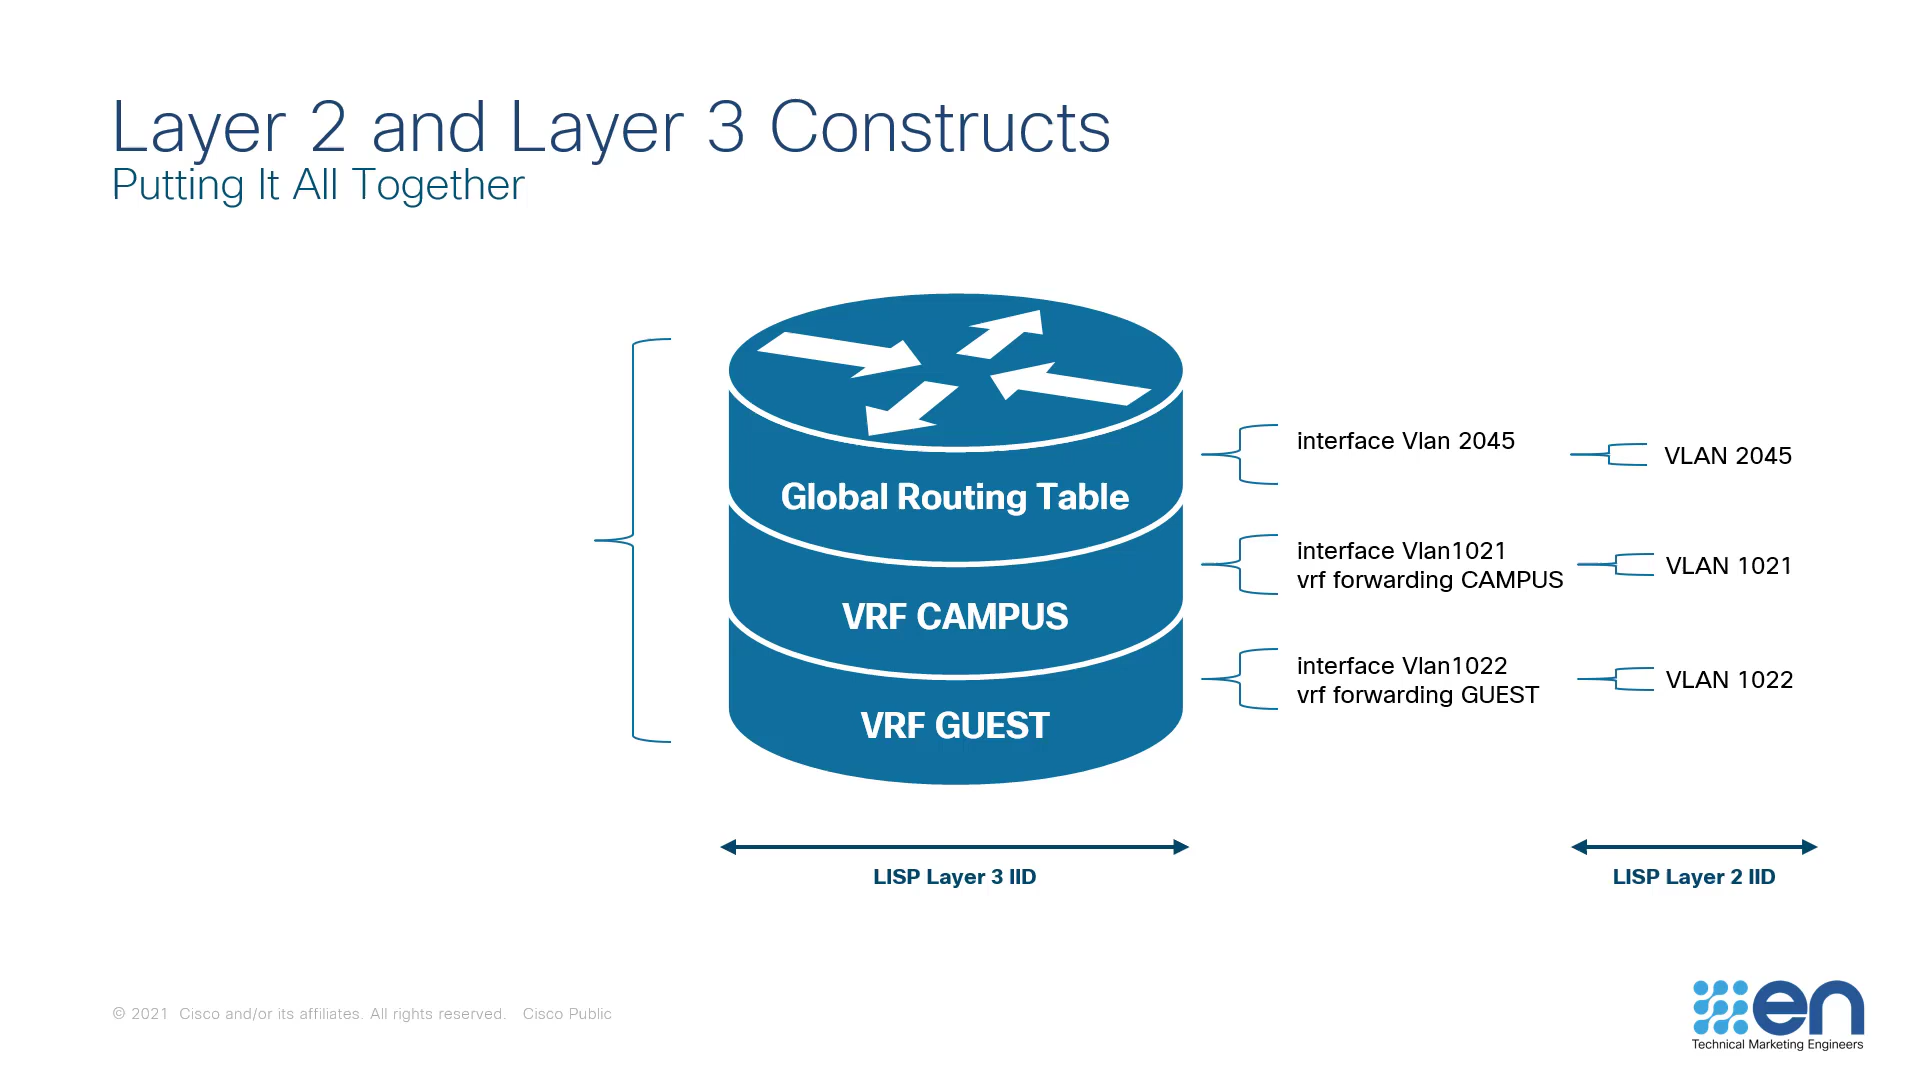 Layer 2 and Layer 3 Constructs
Putting It All Together
Global Routing Table
VRF CAMPUS
VRF GUEST
interface Vlan 2045
VLAN 2045
interface Vlan1021
vrf forwarding CAMPUS
VLAN 1021
interface Vlan1022
vrf forwarding GUEST
VLAN 1022
LISP Layer 3 IID
LISP Layer 2 IID
© 2021 Cisco and/or its affiliates. All rights reserved. Cisco Public
en
Technical Marketing Engineers